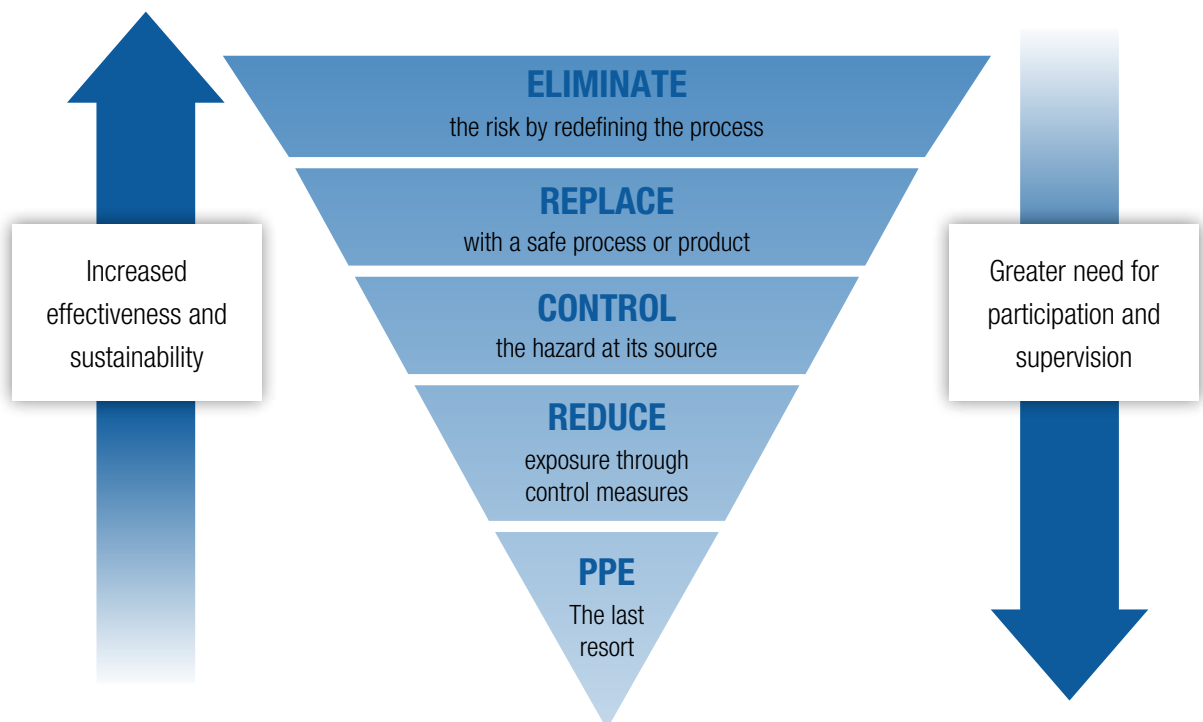 ELIMINATE
the risk by redefining the process
REPLACE
with a safe process or product
CONTROL
the hazard at its source
REDUCE
exposure through
control measures
PPE
The last
resort
Increased
effectiveness and
sustainability
Greater need for
participation and
supervision